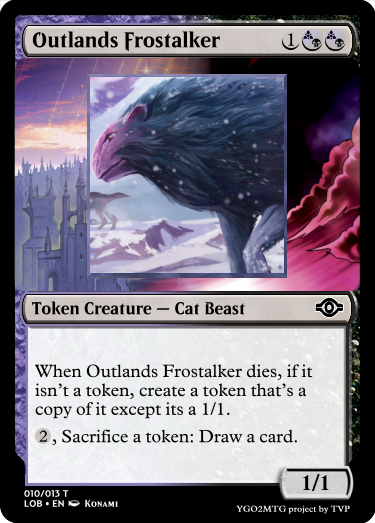 Outlands Frostalker 1
Token Creature — Cat Beast
When Outlands Frostalker dies, if it
isn't a token, create a token that's a
copy of it except its a 1/1.
2, Sacrifice a token: Draw a card.
1/1
010/013 T
LOB • EN Konami
YGO2MTG project by TVP